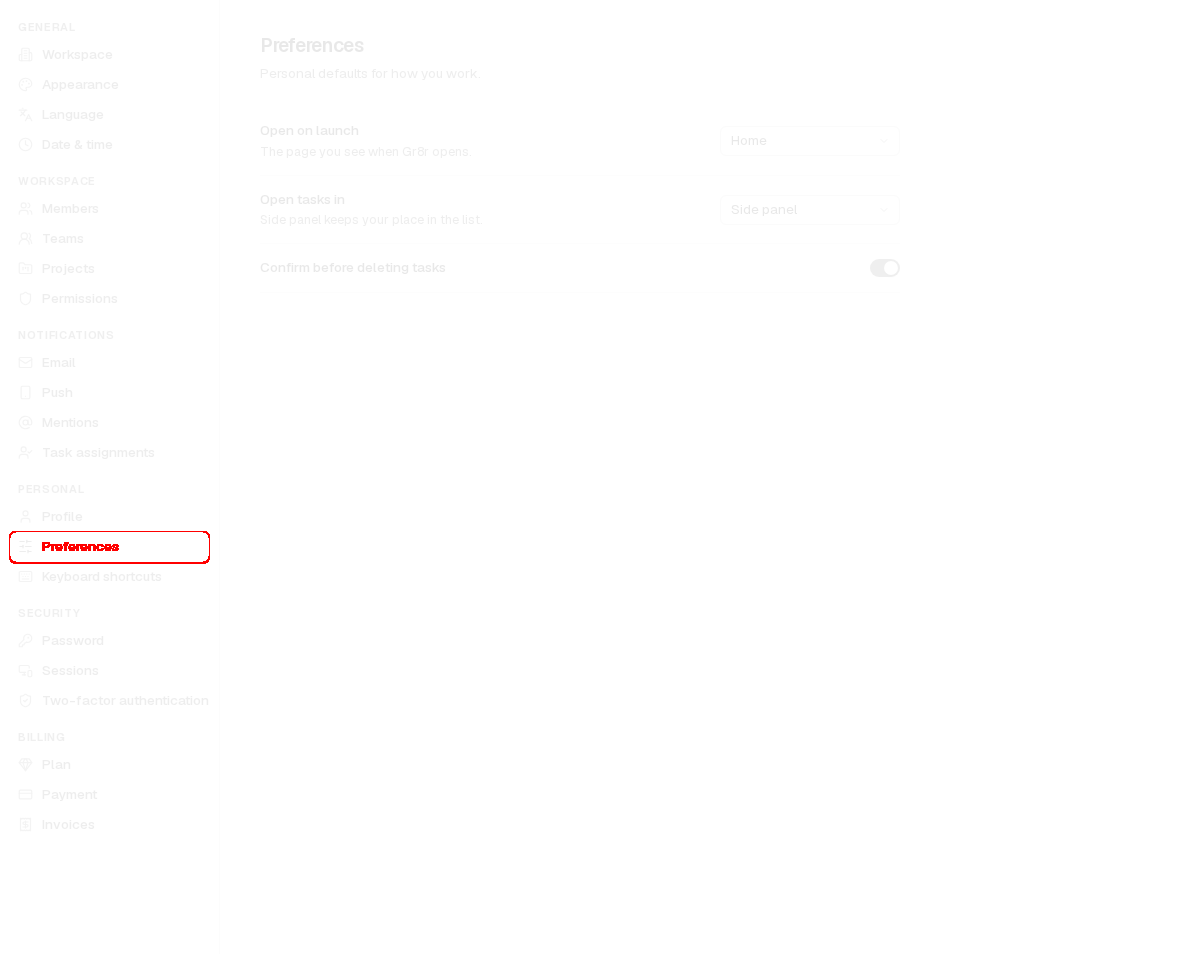 GENERAL
Workspace
Appearance
Language
Date & time
WORKSPACE
Members
Teams
Projects
Permissions
NOTIFICATIONS
Email
Push
Mentions
Task assignments
PERSONAL
Profile
Preferences
Keyboard shortcuts
SECURITY
Password
Sessions
Two-factor authentication
BILLING
Plan
Payment
Invoices
Preferences
Personal defaults for how you work.
Open on launch
The page you see when Gr8r opens.
Home
Open tasks in
Side panel keeps your place in the list.
Side panel
Confirm before deleting tasks